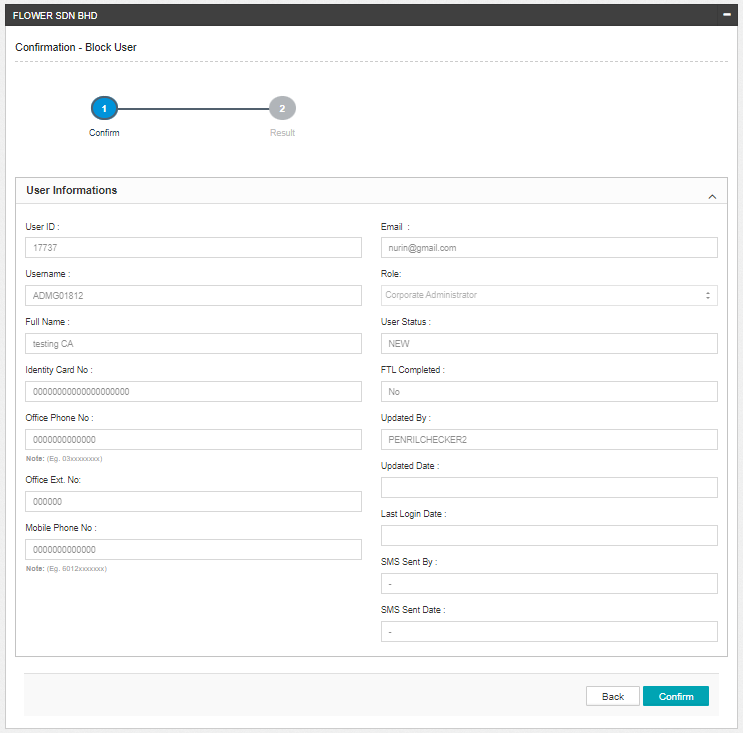 FLOWER SDN BHD
Confirmation - Block User
1
2
Confirm
Result
User Informations
User ID :
17737
Username :
ADMG01812
Full Name :
testing CA
Identity Card No :
00000000000000000000
Office Phone No :
0000000000000
Note: (Eg. 03xxxxxxxx)
Office Ext. No:
000000
Mobile Phone No :
0000000000000
Note: (Eg. 6012xxxxxxx)
Email :
nurin@gmail.com
Role:
Corporate Administrator
User Status :
NEW
FTL Completed :
No
Updated By :
PENRILCHECKER2
Updated Date :
Last Login Date :
SMS Sent By :
-
SMS Sent Date :
-
Back
Confirm